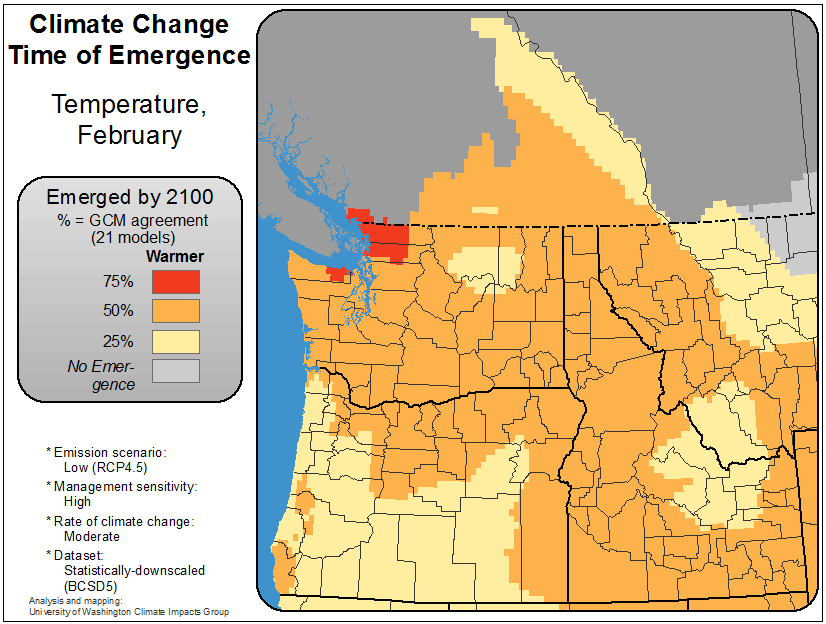 Climate Change
Time of Emergence
Temperature,
February
Emerged by 2100
% = GCM agreement
(21 models)
Warmer
75%
50%
25%
No Emer-
gence
* Emission scenario:
Low (RCP4.5)
* Management sensitivity:
High
* Rate of climate change:
Moderate
* Dataset:
Statistically-downscaled
(BCSD5)
Analysis and mapping:
University of Washington Climate Impacts Group